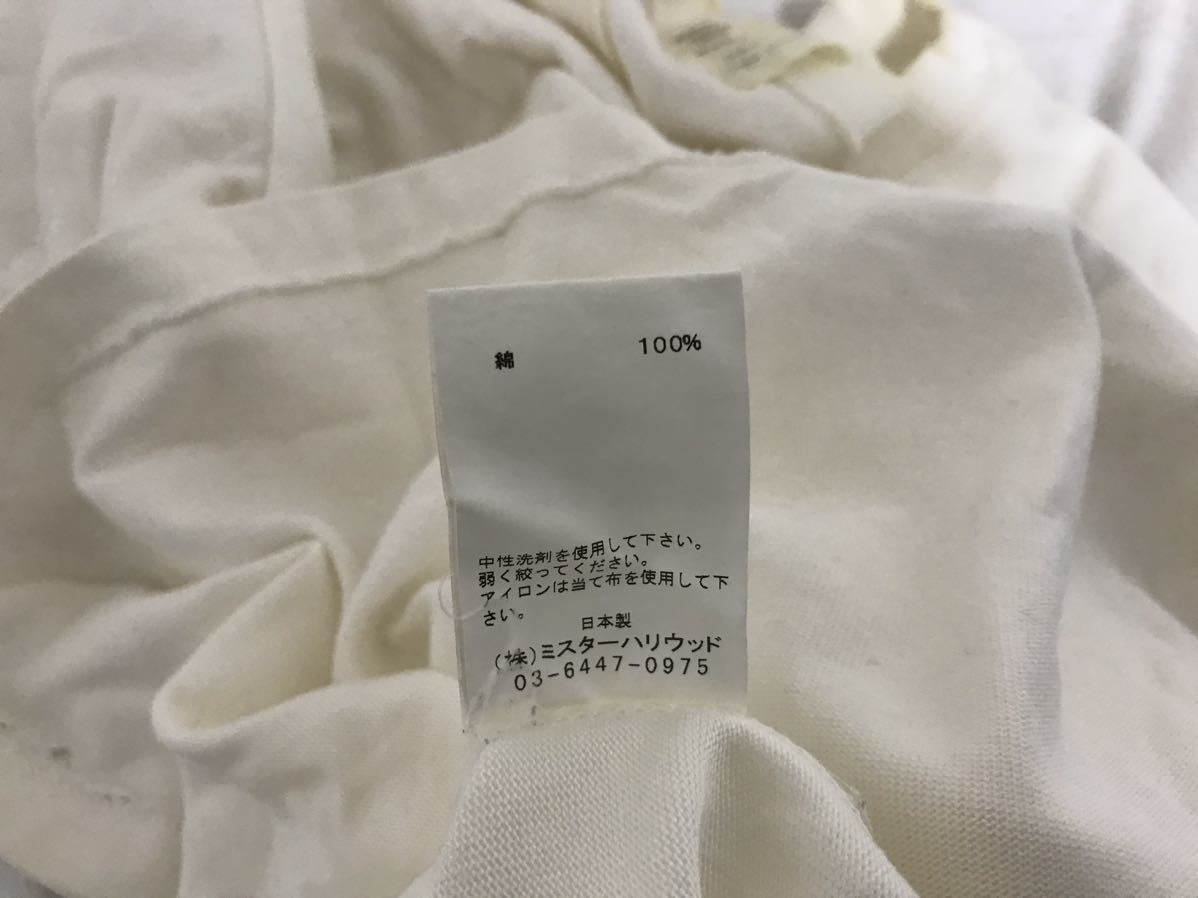 綿 100%
中性洗剤を使用して下さい。
弱く絞ってください。
アイロンは当て布を使用して下
さい。
日本製
(株)ミスターハリウッド
03-6447-0975